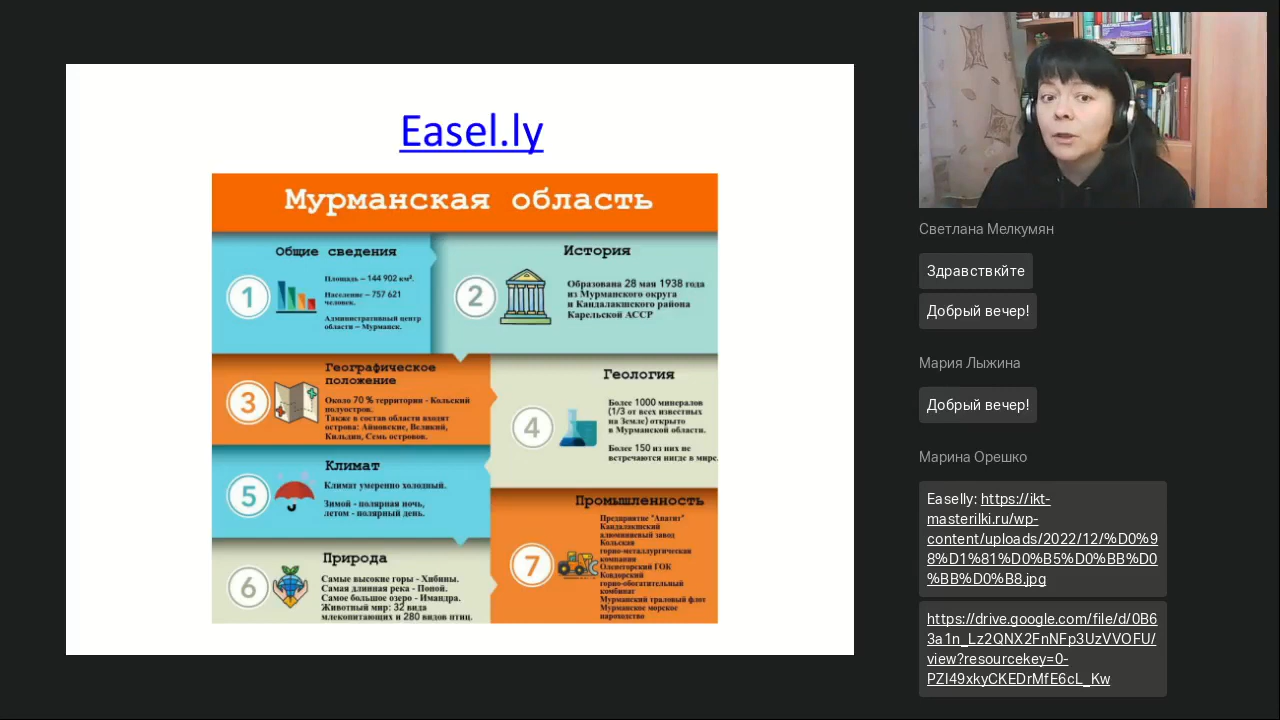 Easel.ly
Мурманская область
Общие сведения
1
Площадь – 144 902 км².
Население – 757 621
человек.
Административный центр
области – Мурманск.
История
2
Образована 28 мая 1938 года
из Мурманского округа
и Кандалакшского района
Карельской АССР
Географическое
положение
3
Около 70 % территории - Кольский
полуостров.
Также в состав области входят
острова: Айновские, Великий,
Кильдин, Семь островов.
Геология
4
Более 1000 минералов
(1/3 от всех известных
на Земле) открыто
в Мурманской области.
Более 150 из них не
встречаются нигде в мире.
Климат
5
Климат умеренно холодный.
Зимой - полярная ночь,
летом - полярный день.
Природа
6
Самые высокие горы - Хибины.
Самая длинная река - Поной.
Самое большое озеро - Имандра.
Животный мир: 32 вида
млекопитающих и 280 видов птиц.
Промышленность
7
Предприятие "Апатит"
Кандалакшский
алюминиевый завод
Кольская
горно-металлургическая
компания
Оленегорский ГОК
Ковдорский
горно-обогатительный
комбинат
Мурманский траловый флот
Мурманское морское
пароходство
Светлана Мелкумян
Здравствкйте
Добрый вечер!
Мария Лыжина
Добрый вечер!
Марина Орешко
Easelly: https://ikt-
masterilki.ru/wp-
content/uploads/2022/12/%D0%9
8%D1%81%D0%B5%D0%BB%D0
%BB%D0%B8.jpg
https://drive.google.com/file/d/0B6
3a1n_Lz2QNX2FnNFp3UzVVOFU/
view?resourcekey=0-
PZI49xkyCKEDrMfE6cL_Kw